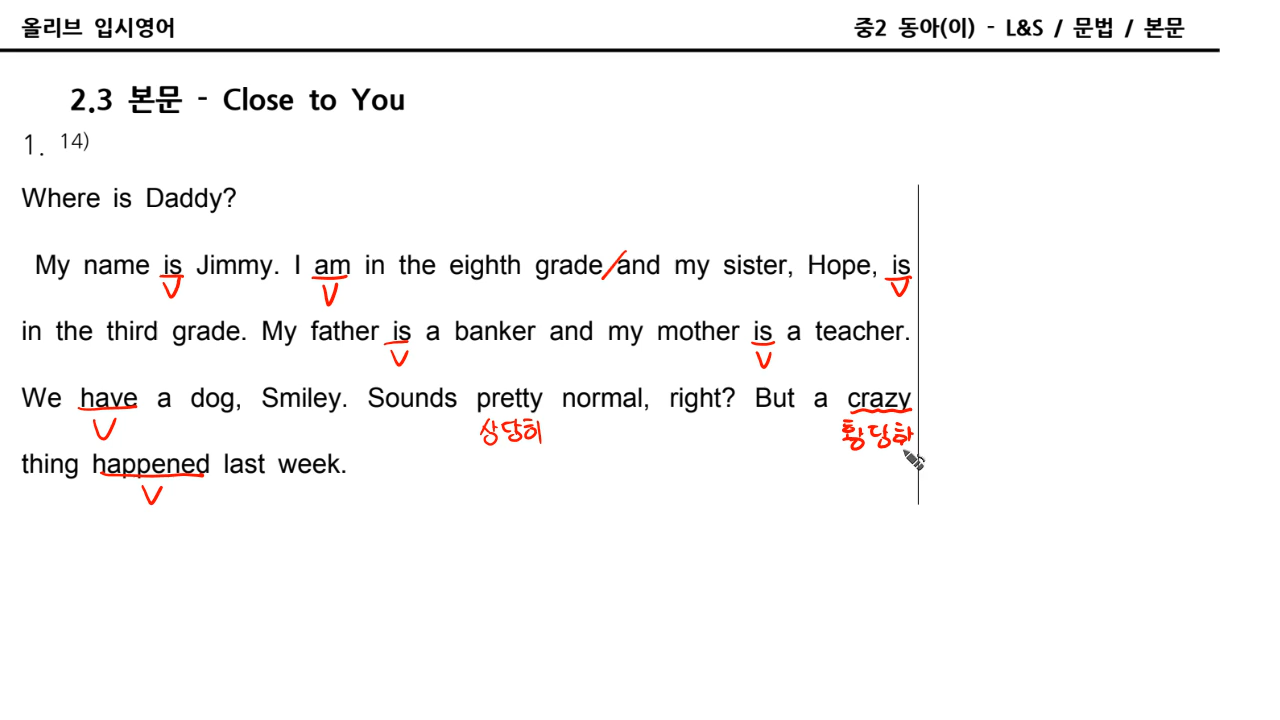 올리브 입시영어
중2 동아(이) - L&S / 문법 / 본문
2.3 본문 - Close to You
1. 14)
Where is Daddy?
My name is Jimmy. I am in the eighth grade/and my sister, Hope, is
V V V
in the third grade. My father is a banker and my mother is a teacher.
V V
We have a dog, Smiley. Sounds pretty normal, right? But a crazy
V 상당히 황당하
thing happened last week.
V